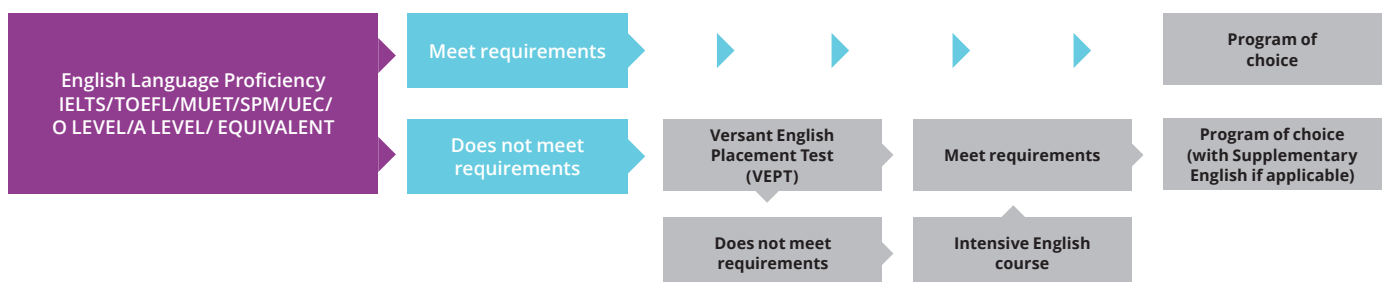 English Language Proficiency
IELTS/TOEFL/MUET/SPM/UEC/
O LEVEL/A LEVEL/ EQUIVALENT
Meet requirements
Program of
choice
Does not meet
requirements
Versant English
Placement Test
(VEPT)
Meet requirements
Program of choice
(with Supplementary
English if applicable)
Does not meet
requirements
Intensive English
course